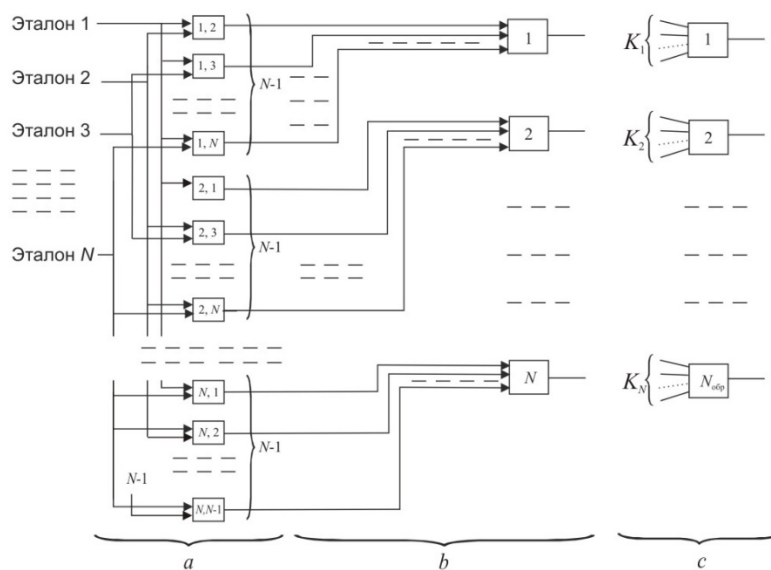 Эталон 1
Эталон 2
Эталон 3
Эталон N
1, 2
1, 3
1, N
N-1
2, 1
2, 3
2, N
N-1
N, 1
N, 2
N,N-1
N-1
N-1
1
2
N
K1
1
K2
2
KN
Nобр
a
b
c